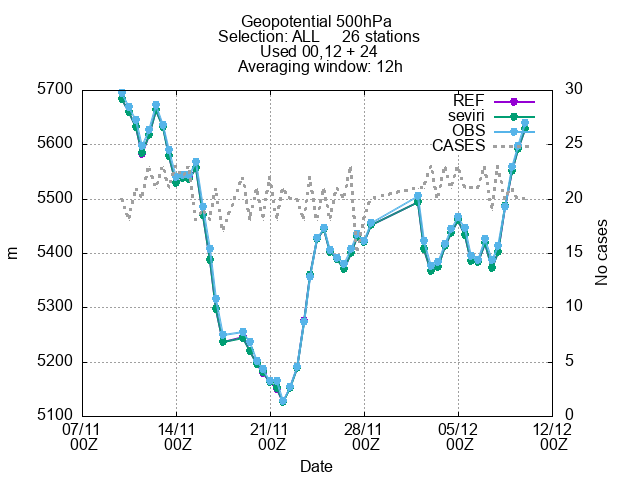 Geopotential 500hPa
Selection: ALL     26 stations
Used 00,12 + 24
Averaging window: 12h
5700
5600
5500
5400
5300
5200
5100
m
30
25
20
15
10
5
0
No cases
REF
seviri
OBS
CASES
07/11 14/11 21/11 28/11 05/12 12/12
00Z 00Z 00Z 00Z 00Z 00Z
Date